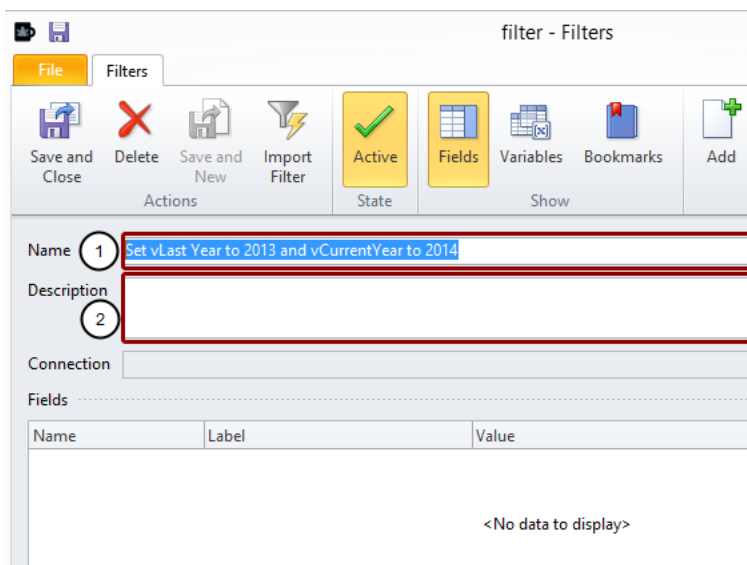 filter - Filters
File Filters
Save and Close Delete Save and New Import Filter Active Fields Variables Bookmarks Add
Actions State Show
Name 1 Set vLast Year to 2013 and vCurrentYear to 2014
Description
2
Connection
Fields
Name Label Value
<No data to display>